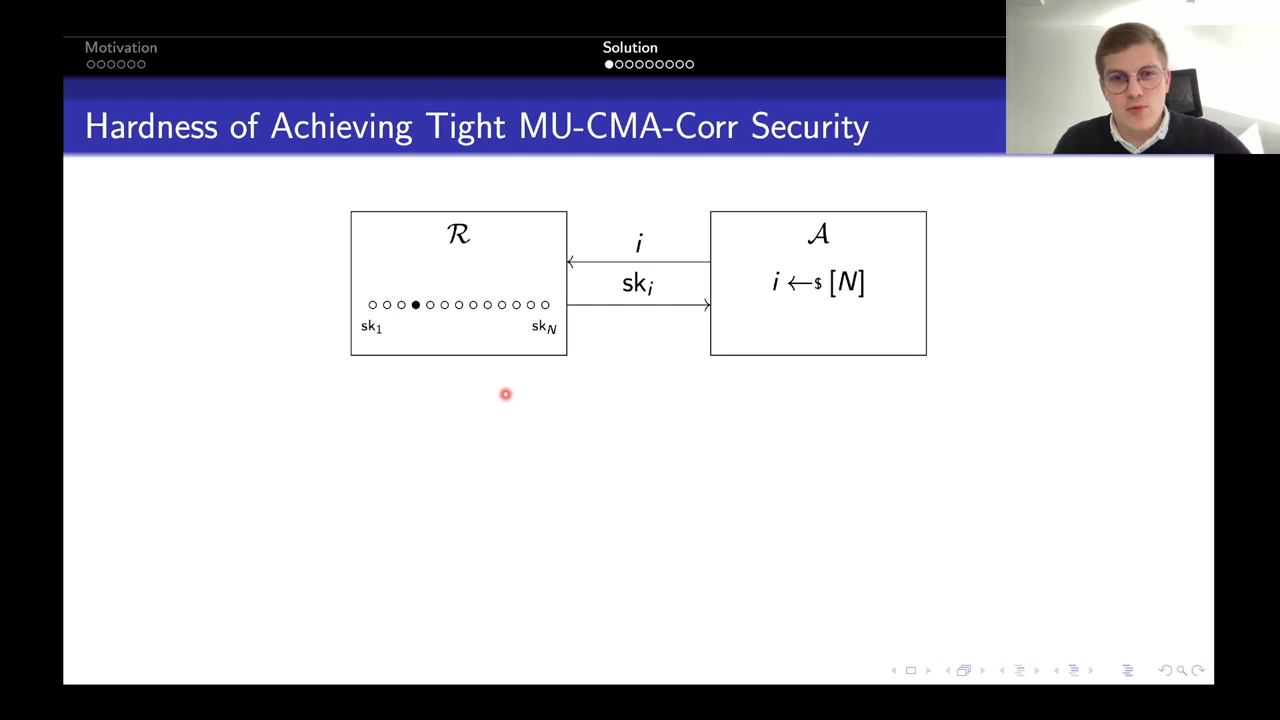 Motivation
Solution
Hardness of Achieving Tight MU-CMA-Corr Security
ℛ
i
𝒜
sk_i
i ←$ [N]
sk_1
sk_N